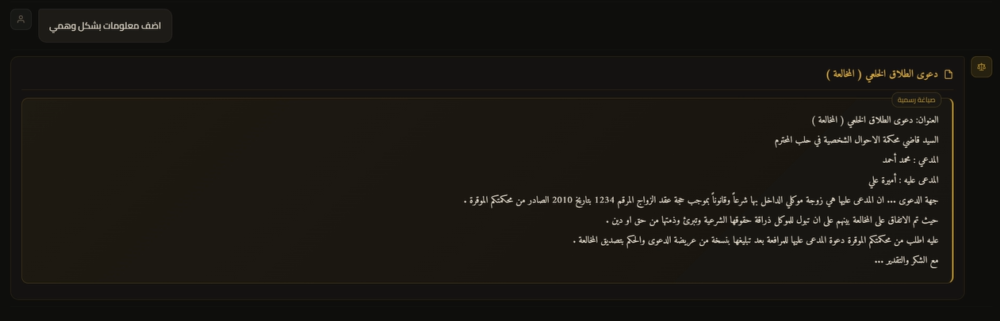 اضف معلومات بشكل وهمي
دعوى الطلاق الخلعي ( المخالعة )
صياغة رسمية
العنوان: دعوى الطلاق الخلعي ( المخالعة )
السيد قاضي محكمة الاحوال الشخصية في حلب المحترم
المدعي : محمد أحمد
المدعى عليه : أميرة علي
جهة الدعوى ... ان المدعى عليها هي زوجة موكلي الداخل بها شرعاً وقانوناً بموجب حجة عقد الزواج المرقم 1234 بتاريخ 2010 الصادر من محكمتكم الموقرة .
حيث تم الاتفاق على المخالعة بينهم على ان تبول للموكل ذراقة حقوقها الشرعية وتبرئ وذمتها من حق او دين .
عليه اطلب من محكمتكم الموقرة دعوة المدعى عليها للمرافعة بعد تبليغها بنسخة من عريضة الدعوى والحكم بتصديق المخالعة .
مع الشكر والتقدير ...